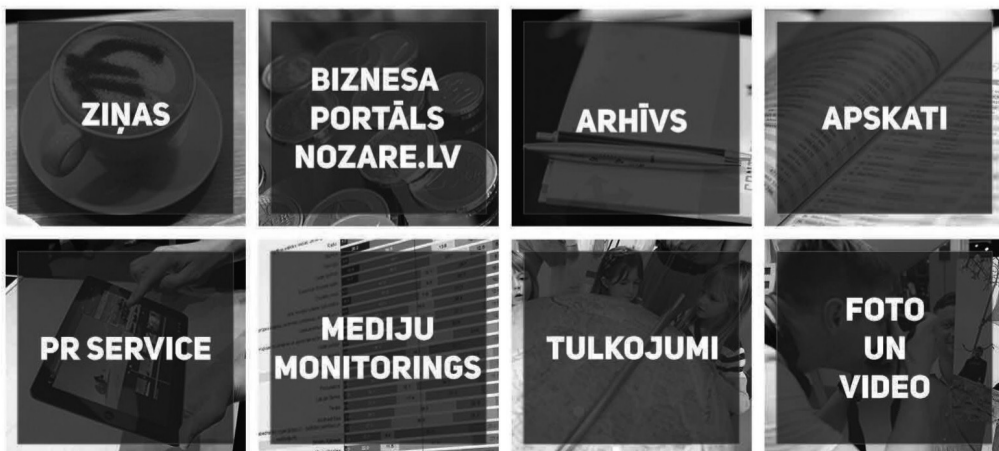 ZIŅAS
BIZNESA
PORTĀLS
NOZARE.LV
ARHĪVS
APSKATI
PR SERVICE
MEDIJU
MONITORINGS
TULKOJUMI
FOTO
UN
VIDEO